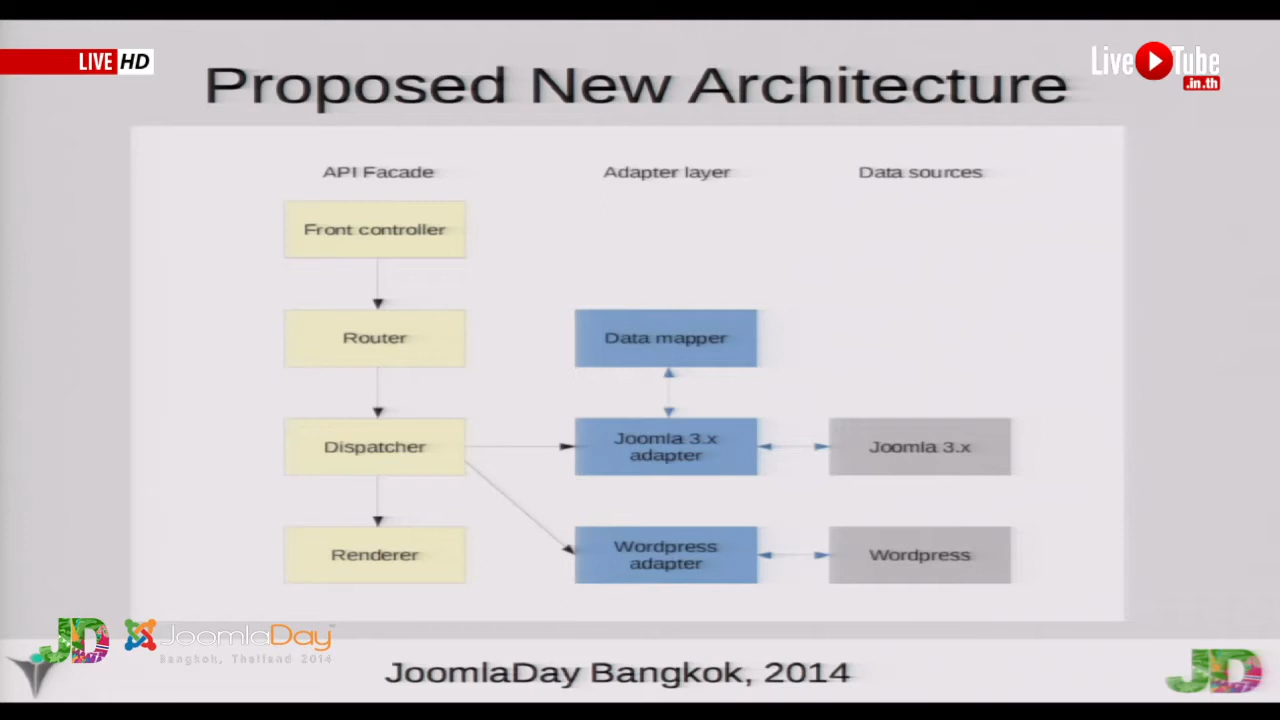 LIVE HD
Live Tube
.in.th
Proposed New Architecture
API Facade
Adapter layer
Data sources
Front controller
Router
Data mapper
Dispatcher
Joomla 3.x
adapter
Joomla 3.x
Renderer
Wordpress
adapter
Wordpress
JD
JoomlaDay
Bangkok, Thailand 2014
JoomlaDay Bangkok, 2014
JD